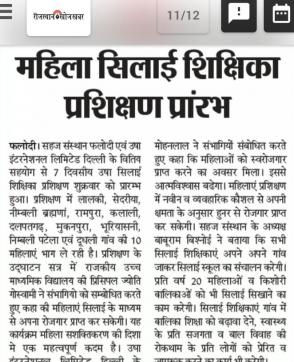 राजस्थान खोजखबर
11/12
महिला सिलाई शिक्षिका
प्रशिक्षण प्रांरभ
फलोदी। सहज संस्थान फलोदी एवं उषा
इंटरनेशनल लिमिटेड दिल्ली के वितिय
सहयोग से 7 दिवसीय उषा सिलाई
शिक्षिका प्रशिक्षण शुक्रवार को प्रारम्भ
हुआ। प्रशिक्षण में लालकी, सेदरीया,
नीम्बली ब्रह्मणां, रामपुरा, कलाली,
दलपतगढ़, मुकनपुरा, भूरियासनी,
निम्बली पटेला एवं दूधली गांव की 10
महिलाएं भाग ले रही है। प्रशिक्षण के
उद्घाटन सत्र में राजकीय उच्च
माध्यमिक विद्यालय की प्रिंसिपल ज्योति
गोस्वामी ने संभागियों को सम्बोधित करते
हुए कहा की महिलाएं सिलाई के माध्यम
से अपना रोजगार प्राप्त कर सकेगी। यह
कार्यक्रम महिला सशक्तिकरण की दिशा
मे एक महत्वपूर्ण कदम है। उषा
इंटरनेशनल लिमिटेड दिल्ली के
मोहनलाल ने संभागियों संबोधित करते
हुए कहा कि महिलाओं को स्वरोजगार
प्राप्त करने का अवसर मिला। इससे
आत्मविश्वास बढेगा। महिलाएं प्रशिक्षण
में नवीन व व्यवहारिक कौशल से अपनी
क्षमता के अनुसार हुनर से रोजगार प्राप्त
कर सकेगी। सहज संस्थान के अध्यक्ष
बाबूराम बिश्नोई ने बताया कि सभी
सिलाई शिक्षिकाएं अपने अपने गांव
जाकर सिलाई स्कूल का संचालन करेगी।
प्रति वर्ष 20 महिलाओं व किशोरी
बालिकाओं को भी सिलाई सिखाने का
काम करेगी। सिलाई शिक्षिकाएं गांव में
बालिका शिक्षा को बढ़ावा देने, स्वास्थ्य
के प्रति सजगता व बाल विवाह की
रोकथाम के प्रति लोगों को प्रेरित व
जागरूक करने का कार्य भी करेगी।